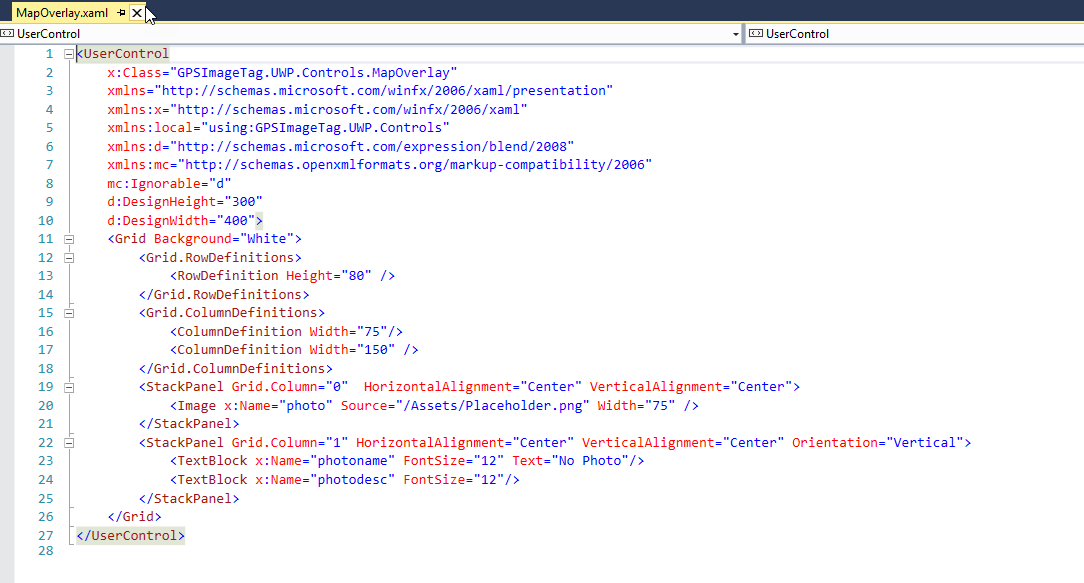 MapOverlay.xaml
UserControl UserControl
1 <UserControl
2 x:Class="GPSImageTag.UWP.Controls.MapOverlay"
3 xmlns="http://schemas.microsoft.com/winfx/2006/xaml/presentation"
4 xmlns:x="http://schemas.microsoft.com/winfx/2006/xaml"
5 xmlns:local="using:GPSImageTag.UWP.Controls"
6 xmlns:d="http://schemas.microsoft.com/expression/blend/2008"
7 xmlns:mc="http://schemas.openxmlformats.org/markup-compatibility/2006"
8 mc:Ignorable="d"
9 d:DesignHeight="300"
10 d:DesignWidth="400">
11 <Grid Background="White">
12 <Grid.RowDefinitions>
13 <RowDefinition Height="80" />
14 </Grid.RowDefinitions>
15 <Grid.ColumnDefinitions>
16 <ColumnDefinition Width="75"/>
17 <ColumnDefinition Width="150" />
18 </Grid.ColumnDefinitions>
19 <StackPanel Grid.Column="0"  HorizontalAlignment="Center" VerticalAlignment="Center">
20 <Image x:Name="photo" Source="/Assets/Placeholder.png" Width="75" />
21 </StackPanel>
22 <StackPanel Grid.Column="1" HorizontalAlignment="Center" VerticalAlignment="Center" Orientation="Vertical">
23 <TextBlock x:Name="photoname" FontSize="12" Text="No Photo"/>
24 <TextBlock x:Name="photodesc" FontSize="12"/>
25 </StackPanel>
26 </Grid>
27 </UserControl>
28